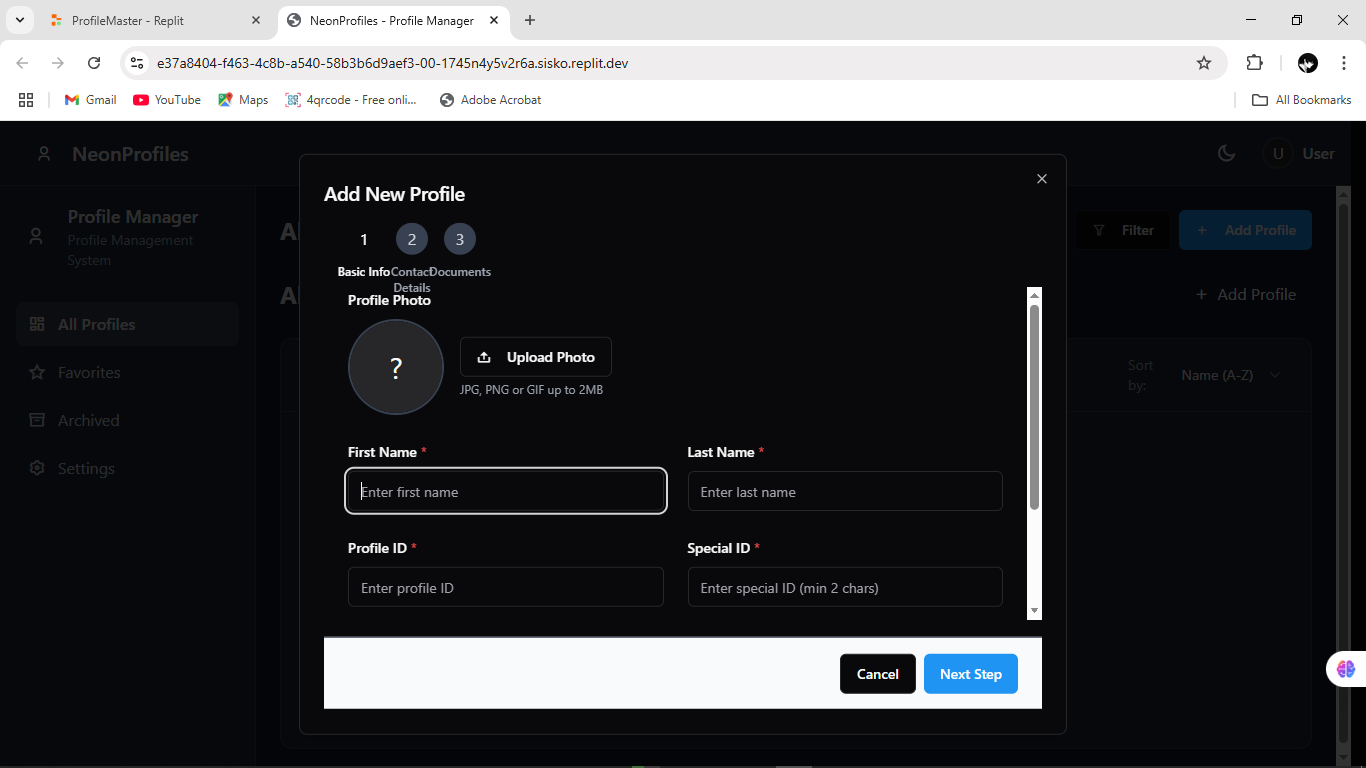 ProfileMaster - Replit
NeonProfiles - Profile Manager
e37a8404-f463-4c8b-a540-58b3b6d9aef3-00-1745n4y5v2r6a.sisko.replit.dev
Gmail
YouTube
Maps
4qrcode - Free onli...
Adobe Acrobat
All Bookmarks
NeonProfiles
U
User
Profile Manager
Profile Management
System
All Profiles
Favorites
Archived
Settings
Al
Filter
+ Add Profile
Al
+ Add Profile
Sort
by:
Name (A-Z)
Add New Profile
1
2
3
Basic Info
Contact
Details
Documents
Profile Photo
?
Upload Photo
JPG, PNG or GIF up to 2MB
First Name *
Last Name *
Enter first name
Enter last name
Profile ID *
Special ID *
Enter profile ID
Enter special ID (min 2 chars)
Cancel
Next Step